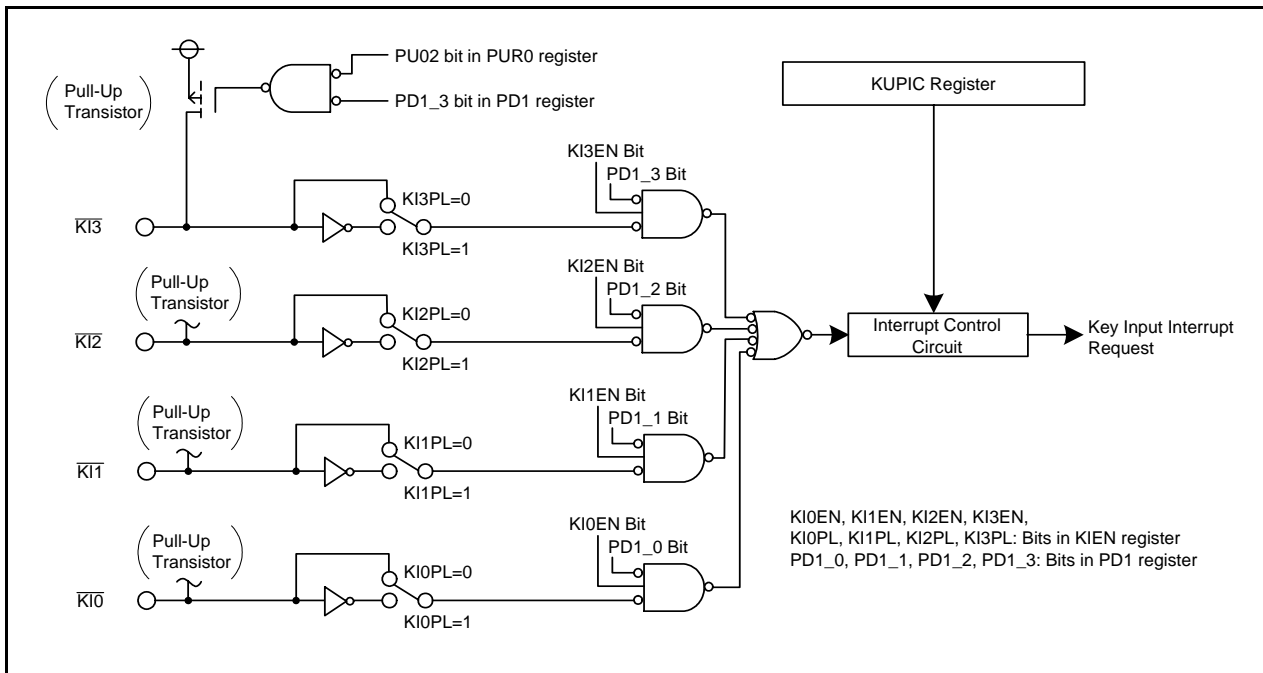 PU02 bit in PUR0 register
Pull-Up
Transistor
PD1_3 bit in PD1 register
KUPIC Register
KI3EN Bit
PD1_3 Bit
KI3PL=0
KI3
KI3PL=1
Pull-Up
Transistor
KI2EN Bit
PD1_2 Bit
KI2PL=0
KI2
KI2PL=1
Interrupt Control
Circuit
Key Input Interrupt
Request
Pull-Up
Transistor
KI1EN Bit
PD1_1 Bit
KI1PL=0
KI1
KI1PL=1
Pull-Up
Transistor
KI0EN Bit
PD1_0 Bit
KI0PL=0
KI0
KI0PL=1
KI0EN, KI1EN, KI2EN, KI3EN,
KI0PL, KI1PL, KI2PL, KI3PL: Bits in KIEN register
PD1_0, PD1_1, PD1_2, PD1_3: Bits in PD1 register